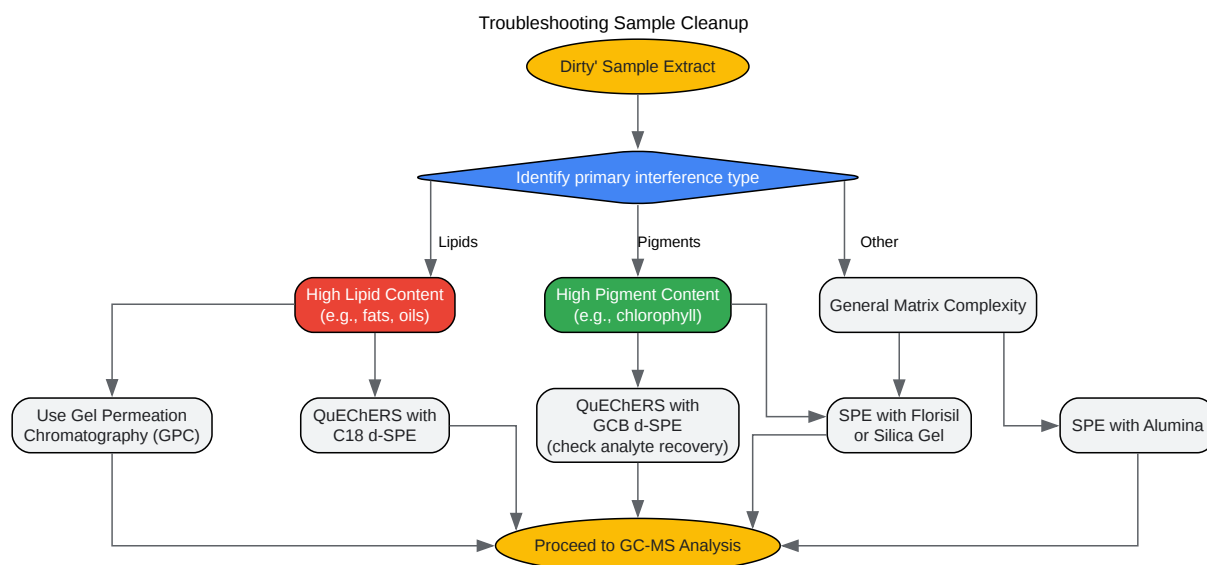 Troubleshooting Sample Cleanup
Dirty' Sample Extract
Identify primary interference type
Lipids
Pigments
Other
High Lipid Content
(e.g., fats, oils)
High Pigment Content
(e.g., chlorophyll)
General Matrix Complexity
Use Gel Permeation
Chromatography (GPC)
QuEChERS with
C18 d-SPE
QuEChERS with
GCB d-SPE
(check analyte recovery)
SPE with Florisil
or Silica Gel
SPE with Alumina
Proceed to GC-MS Analysis